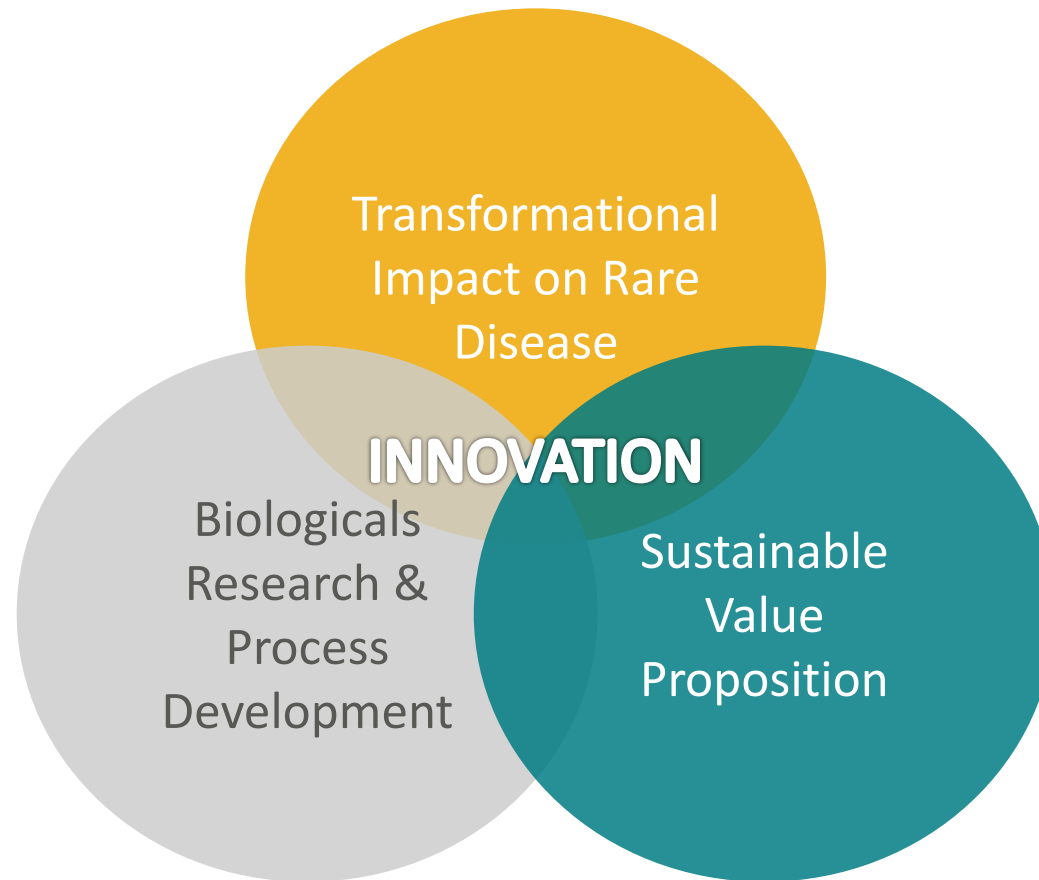 Transformational
Impact on Rare
Disease
INNOVATION
Biologicals
Research &
Process
Development
Sustainable
Value
Proposition